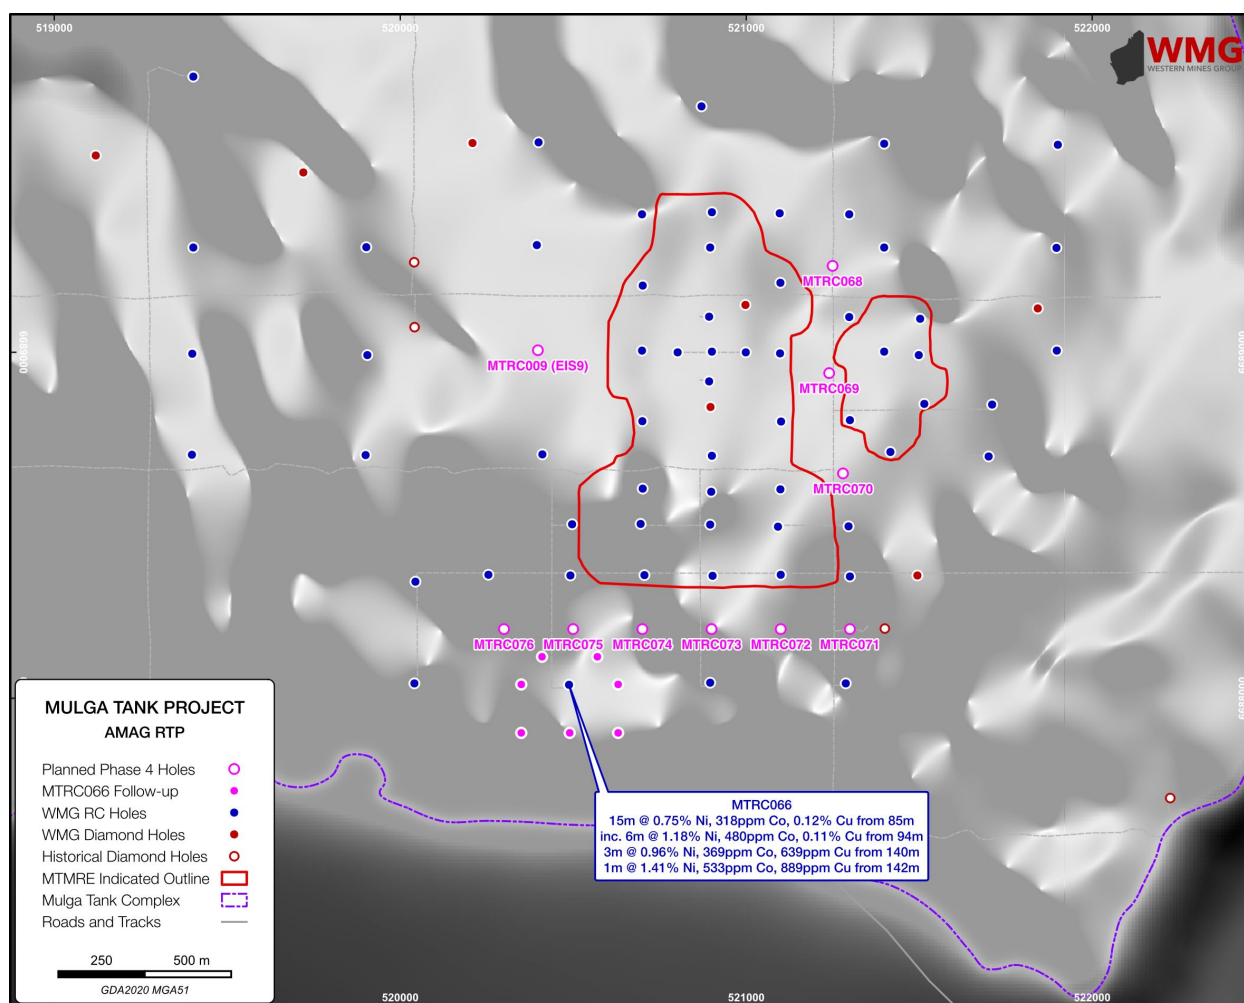 519000
520000
521000
522000
WMG
WESTERN MINES GROUP
MTRC068
6689000
6689000
MTRC009 (EIS9)
MTRC069
MTRC070
MTRC076
MTRC075
MTRC074
MTRC073
MTRC072
MTRC071
6688000
MULGA TANK PROJECT
AMAG RTP
Planned Phase 4 Holes
MTRC066 Follow-up
WMG RC Holes
WMG Diamond Holes
Historical Diamond Holes
MTMRE Indicated Outline
Mulga Tank Complex
Roads and Tracks
250
500 m
GDA2020 MGA51
MTRC066
15m @ 0.75% Ni, 318ppm Co, 0.12% Cu from 85m
inc. 6m @ 1.18% Ni, 480ppm Co, 0.11% Cu from 94m
3m @ 0.96% Ni, 369ppm Co, 639ppm Cu from 140m
1m @ 1.41% Ni, 533ppm Co, 889ppm Cu from 142m
520000
521000
522000